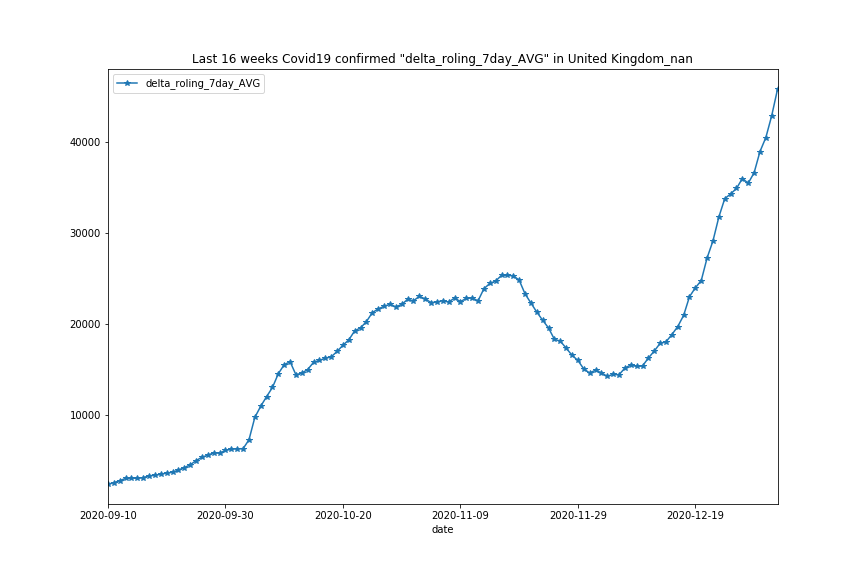 Last 16 weeks Covid19 confirmed "delta_roling_7day_AVG" in United Kingdom_nan
delta_roling_7day_AVG
40000
30000
20000
10000
2020-09-10 2020-09-30 2020-10-20 2020-11-09 2020-11-29 2020-12-19
date